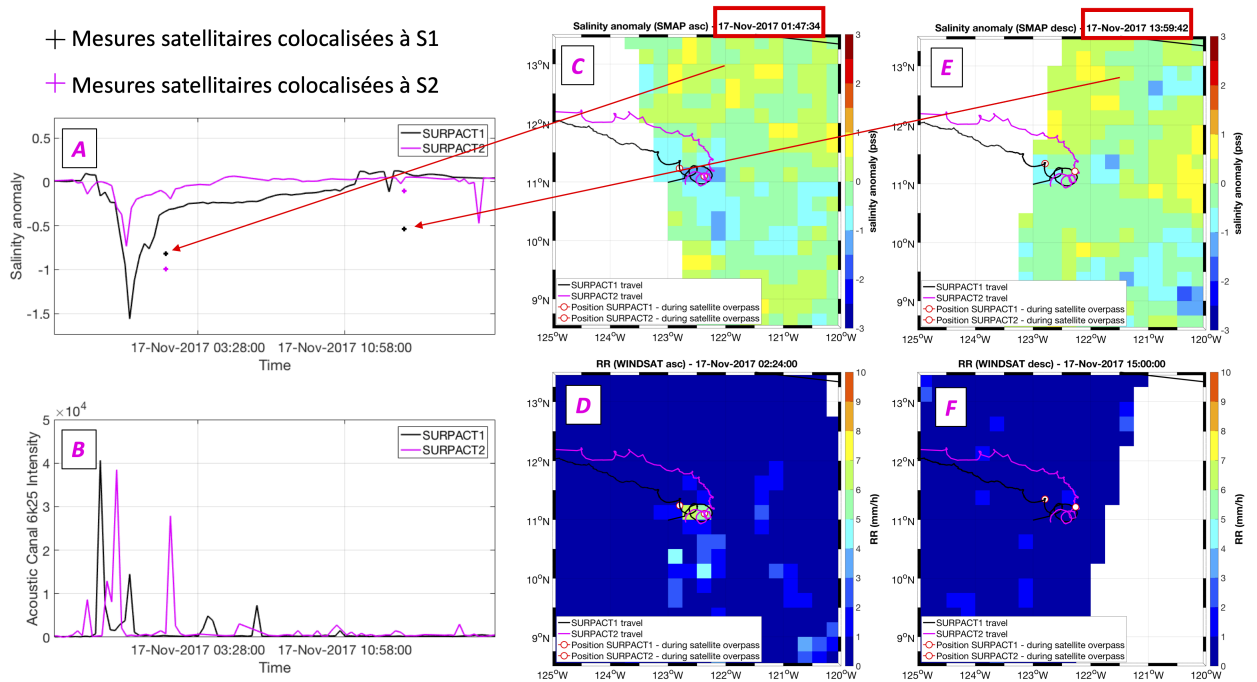 + Mesures satellitaires colocalisées à S1
+ Mesures satellitaires colocalisées à S2
A
0.5
0
-0.5
-1
-1.5
Salinity anomaly
SURPACT1
SURPACT2
17-Nov-2017 03:28:00 17-Nov-2017 10:58:00
Time
B
×10⁴
5
4
3
2
1
0
Acoustic Canal 6k25 Intensity
SURPACT1
SURPACT2
17-Nov-2017 03:28:00 17-Nov-2017 10:58:00
Time
Salinity anomaly (SMAP asc) - 17-Nov-2017 01:47:34
C
13°N
12°N
11°N
10°N
9°N
SURPACT1 travel
SURPACT2 travel
Position SURPACT1 - during satellite overpass
Position SURPACT2 - during satellite overpass
125°W 124°W 123°W 122°W 121°W 120°W
3
2
1
0
-1
-2
-3
salinity anomaly (pss)
Salinity anomaly (SMAP desc) - 17-Nov-2017 13:59:42
E
13°N
12°N
11°N
10°N
9°N
SURPACT1 travel
SURPACT2 travel
Position SURPACT1 - during satellite overpass
Position SURPACT2 - during satellite overpass
125°W 124°W 123°W 122°W 121°W 120°W
3
2
1
0
-1
-2
-3
salinity anomaly (pss)
RR (WINDSAT asc) - 17-Nov-2017 02:24:00
D
13°N
12°N
11°N
10°N
9°N
SURPACT1 travel
SURPACT2 travel
Position SURPACT1 - during satellite overpass
Position SURPACT2 - during satellite overpass
125°W 124°W 123°W 122°W 121°W 120°W
10
9
8
7
6
5
4
3
2
1
0
RR (mm/h)
RR (WINDSAT desc) - 17-Nov-2017 15:00:00
F
13°N
12°N
11°N
10°N
9°N
SURPACT1 travel
SURPACT2 travel
Position SURPACT1 - during satellite overpass
Position SURPACT2 - during satellite overpass
125°W 124°W 123°W 122°W 121°W 120°W
10
9
8
7
6
5
4
3
2
1
0
RR (mm/h)